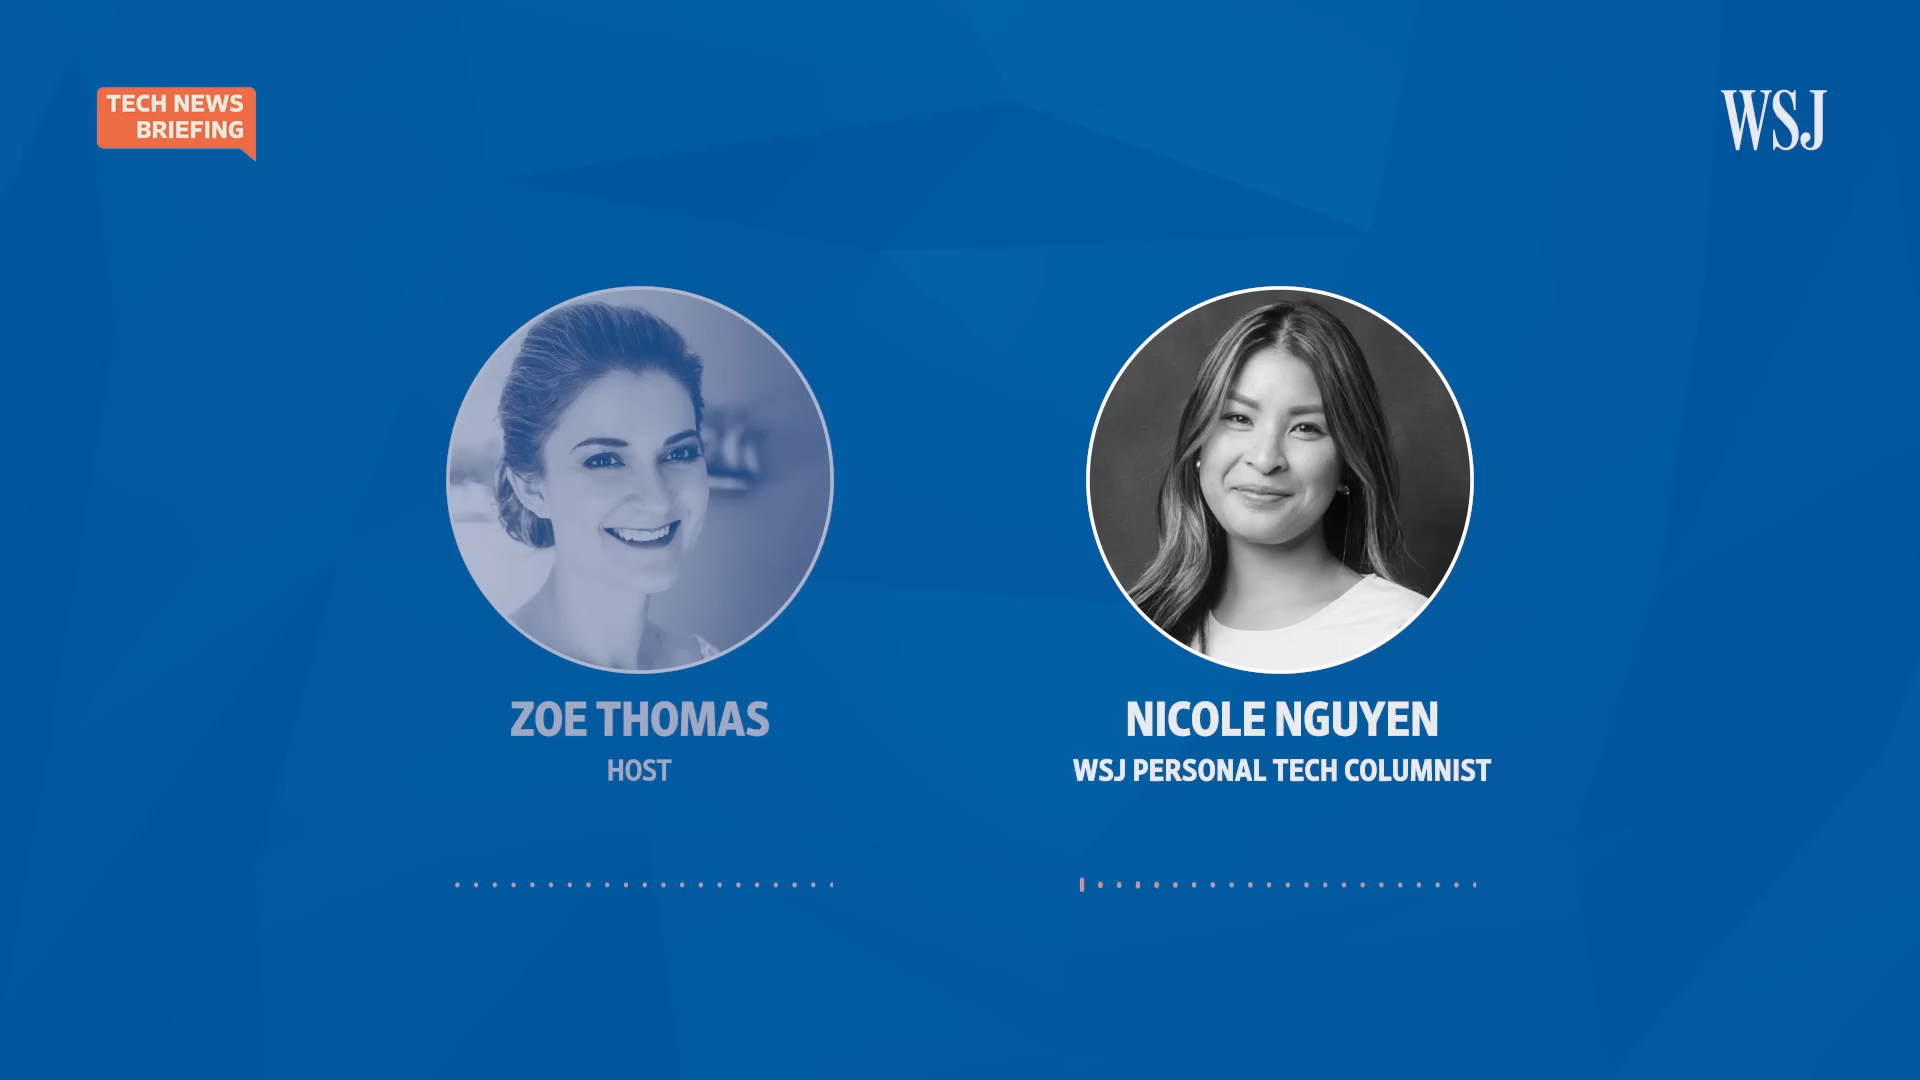 TECH NEWS
BRIEFING
WSJ
ZOE THOMAS
HOST
NICOLE NGUYEN
WSJ PERSONAL TECH COLUMNIST